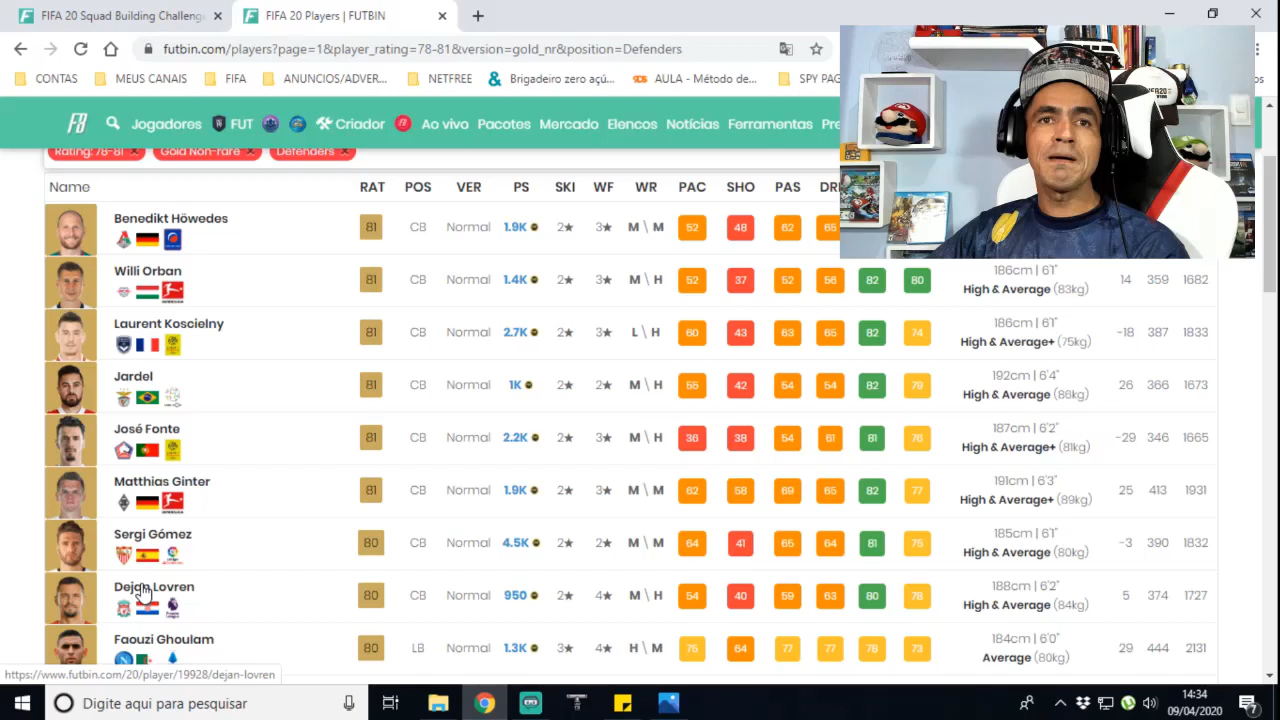 FIFA 20 Squad Building Challeng
FIFA 20 Players | FUTBIN
futbin.com/players?
Defenders
CONTAS
MEUS CANAIS
FIFA
ANUNCIOS/ADVER...
NETFREE
Brigadeiro zero açú...
AULA - Método de...
SPY PAG
os
Jogado
FUT
Ao vivo Pacotes Mercado Elencos Notícias Ferramentas Pre
Rating: 78-81 Gold Non-rare Defenders
Name RAT POS VER PS SKI WF WR PAC SHO PAS DRI
Benedikt Höwedes 81 CB Normal 1.9K 2★ 3★ M \ M 52 48 62 65
Willi Orban 81 CB Normal 1.4K 2★ 3★ M \ M 52 37 52 56 82 80 186cm | 6'1" High & Average (83kg) 14 359 1682
Laurent Koscielny 81 CB Normal 2.7K 2★ 3★ L \ H 60 43 63 65 82 74 186cm | 6'1" High & Average+ (75kg) -18 387 1833
Jardel 81 CB Normal 1K 2★ 2★ M \ H 55 42 54 54 82 79 192cm | 6'4" High & Average (86kg) 26 366 1673
José Fonte 81 CB Normal 2.2K 2★ 3★ M \ H 36 38 54 61 81 76 187cm | 6'2" High & Average+ (81kg) -29 346 1665
Matthias Ginter 81 CB Normal 1.9K 2★ 3★ M \ M 62 58 69 65 82 77 191cm | 6'3" High & Average+ (89kg) 25 413 1931
Sergi Gómez 80 CB Normal 4.5K 2★ 2★ M \ M 64 41 65 64 81 75 185cm | 6'1" High & Average (80kg) -3 390 1832
Dejan Lovren 80 CB Normal 950 2★ 4★ M \ H 54 40 59 63 80 78 188cm | 6'2" High & Average (84kg) 5 374 1727
Faouzi Ghoulam 80 LB Normal 1.3K 3★ 4★ H \ M 75 64 77 77 78 73 184cm | 6'0" Average (80kg) 29 444 2131
https://www.futbin.com/20/player/19928/dejan-lovren
Digite aqui para pesquisar
14:34
09/04/2020
7